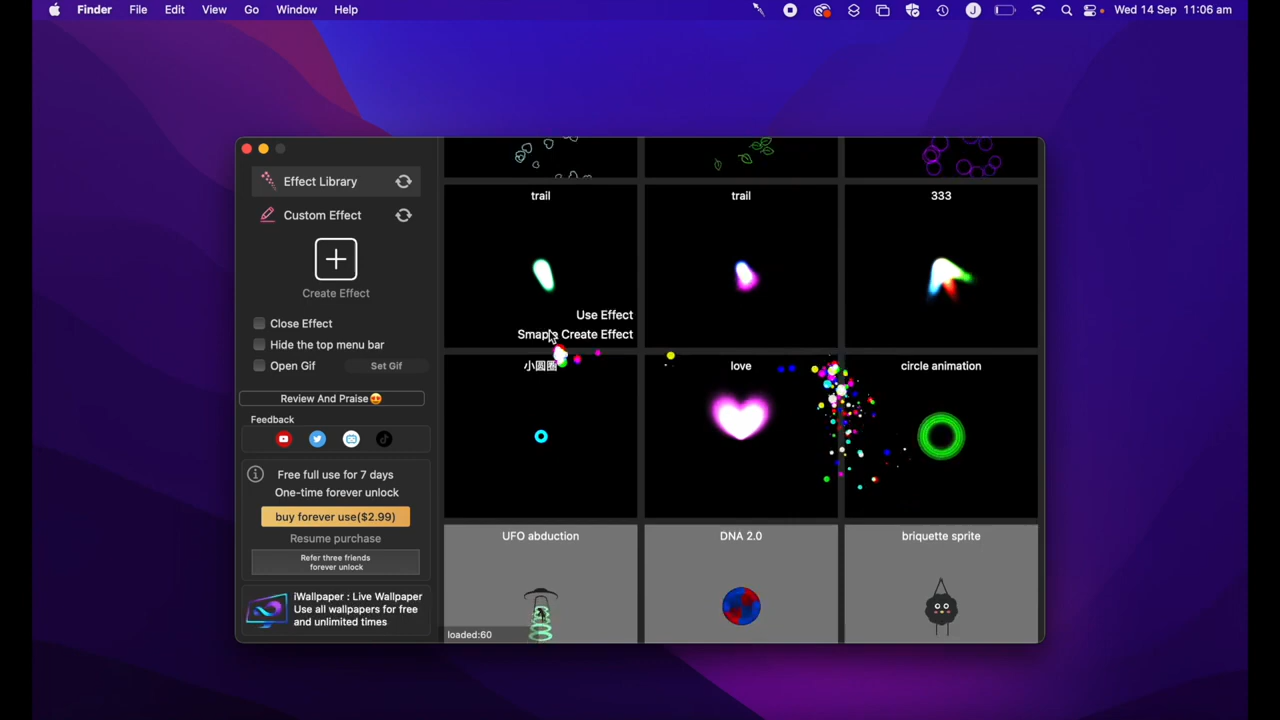 Finder File Edit View Go Window Help
J
Wed 14 Sep 11:06 am
Effect Library
Custom Effect
Create Effect
Close Effect
Hide the top menu bar
Open Gif
Set Gif
Review And Praise😍
Feedback
Free full use for 7 days
One-time forever unlock
buy forever use($2.99)
Resume purchase
Refer three friends
forever unlock
iWallpaper : Live Wallpaper
Use all wallpapers for free
and unlimited times
trail
trail
333
Use Effect
Create Effect
小圆圈
love
circle animation
UFO abduction
DNA 2.0
briquette sprite
loaded:60